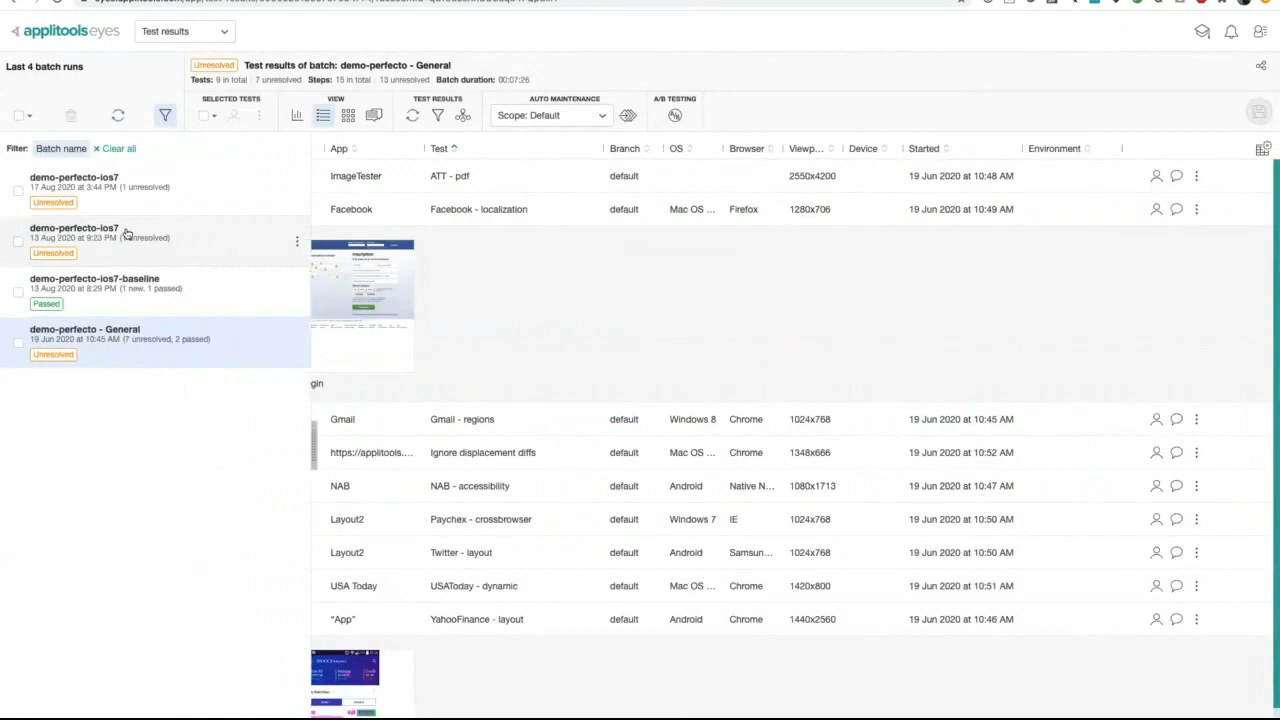 applitools eyes
Test results
Last 4 batch runs
Unresolved Test results of batch: demo-perfecto - General
Tests: 9 in total 7 unresolved Steps: 15 in total 13 unresolved Batch duration: 00:07:26
SELECTED TESTS VIEW TEST RESULTS AUTO MAINTENANCE A/B TESTING
Scope: Default
Filter: Batch name × Clear all
App Test Branch OS Browser Viewp... Device Started Environment
demo-perfecto-ios7
17 Aug 2020 at 3:44 PM (1 unresolved)
Unresolved
demo-perfecto-ios7
13 Aug 2020 at 9:23 PM
Unresolved
demo-perfecto-ios7-baseline
13 Aug 2020 at 8:29 PM (1 new, 1 passed)
Passed
demo-perfecto - General
19 Jun 2020 at 10:45 AM (7 unresolved, 2 passed)
Unresolved
ImageTester ATT - pdf default 2550x4200 19 Jun 2020 at 10:48 AM
Facebook Facebook - localization default Mac OS ... Firefox 1280x706 19 Jun 2020 at 10:49 AM
Inscription
gin
Gmail Gmail - regions default Windows 8 Chrome 1024x768 19 Jun 2020 at 10:45 AM
https://applitools.... Ignore displacement diffs default Mac OS ... Chrome 1348x666 19 Jun 2020 at 10:52 AM
NAB NAB - accessibility default Android Native N... 1080x1713 19 Jun 2020 at 10:47 AM
Layout2 Paychex - crossbrowser default Windows 7 IE 1024x768 19 Jun 2020 at 10:50 AM
Layout2 Twitter - layout default Android Samsun... 1024x768 19 Jun 2020 at 10:50 AM
USA Today USAToday - dynamic default Mac OS ... Chrome 1420x800 19 Jun 2020 at 10:51 AM
"App" YahooFinance - layout default Android Chrome 1440x2560 19 Jun 2020 at 10:46 AM